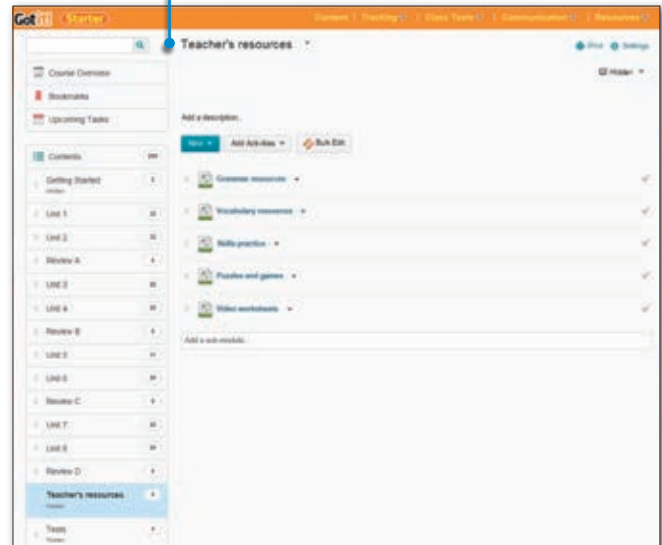 Got it! Starter
Content | Tracking | Class Tools | Communication | Resources
Teacher's resources
Print Settings
Hidden
Course Overview
Bookmarks
Upcoming Tasks
Add a description..
New Add Activities Bulk Edit
Contents
Getting Started
Hidden
Unit 1
Unit 2
Review A
Unit 3
Unit 4
Review B
Unit 5
Unit 6
Review C
Unit 7
Unit 8
Review D
Teacher's resources
Hidden
Tests
Hidden
Grammar resources
Vocabulary resources
Skills practice
Puzzles and games
Video worksheets
Add a sub-module..